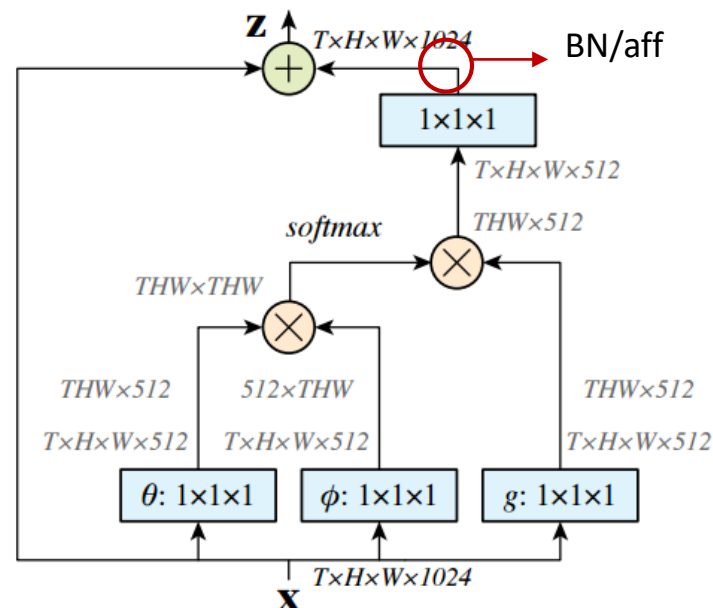 z
T×H×W×1024
BN/aff
+
1×1×1
T×H×W×512
THW×512
softmax
×
THW×THW
×
THW×512
512×THW
THW×512
T×H×W×512
T×H×W×512
T×H×W×512
θ: 1×1×1
ϕ: 1×1×1
g: 1×1×1
T×H×W×1024
x